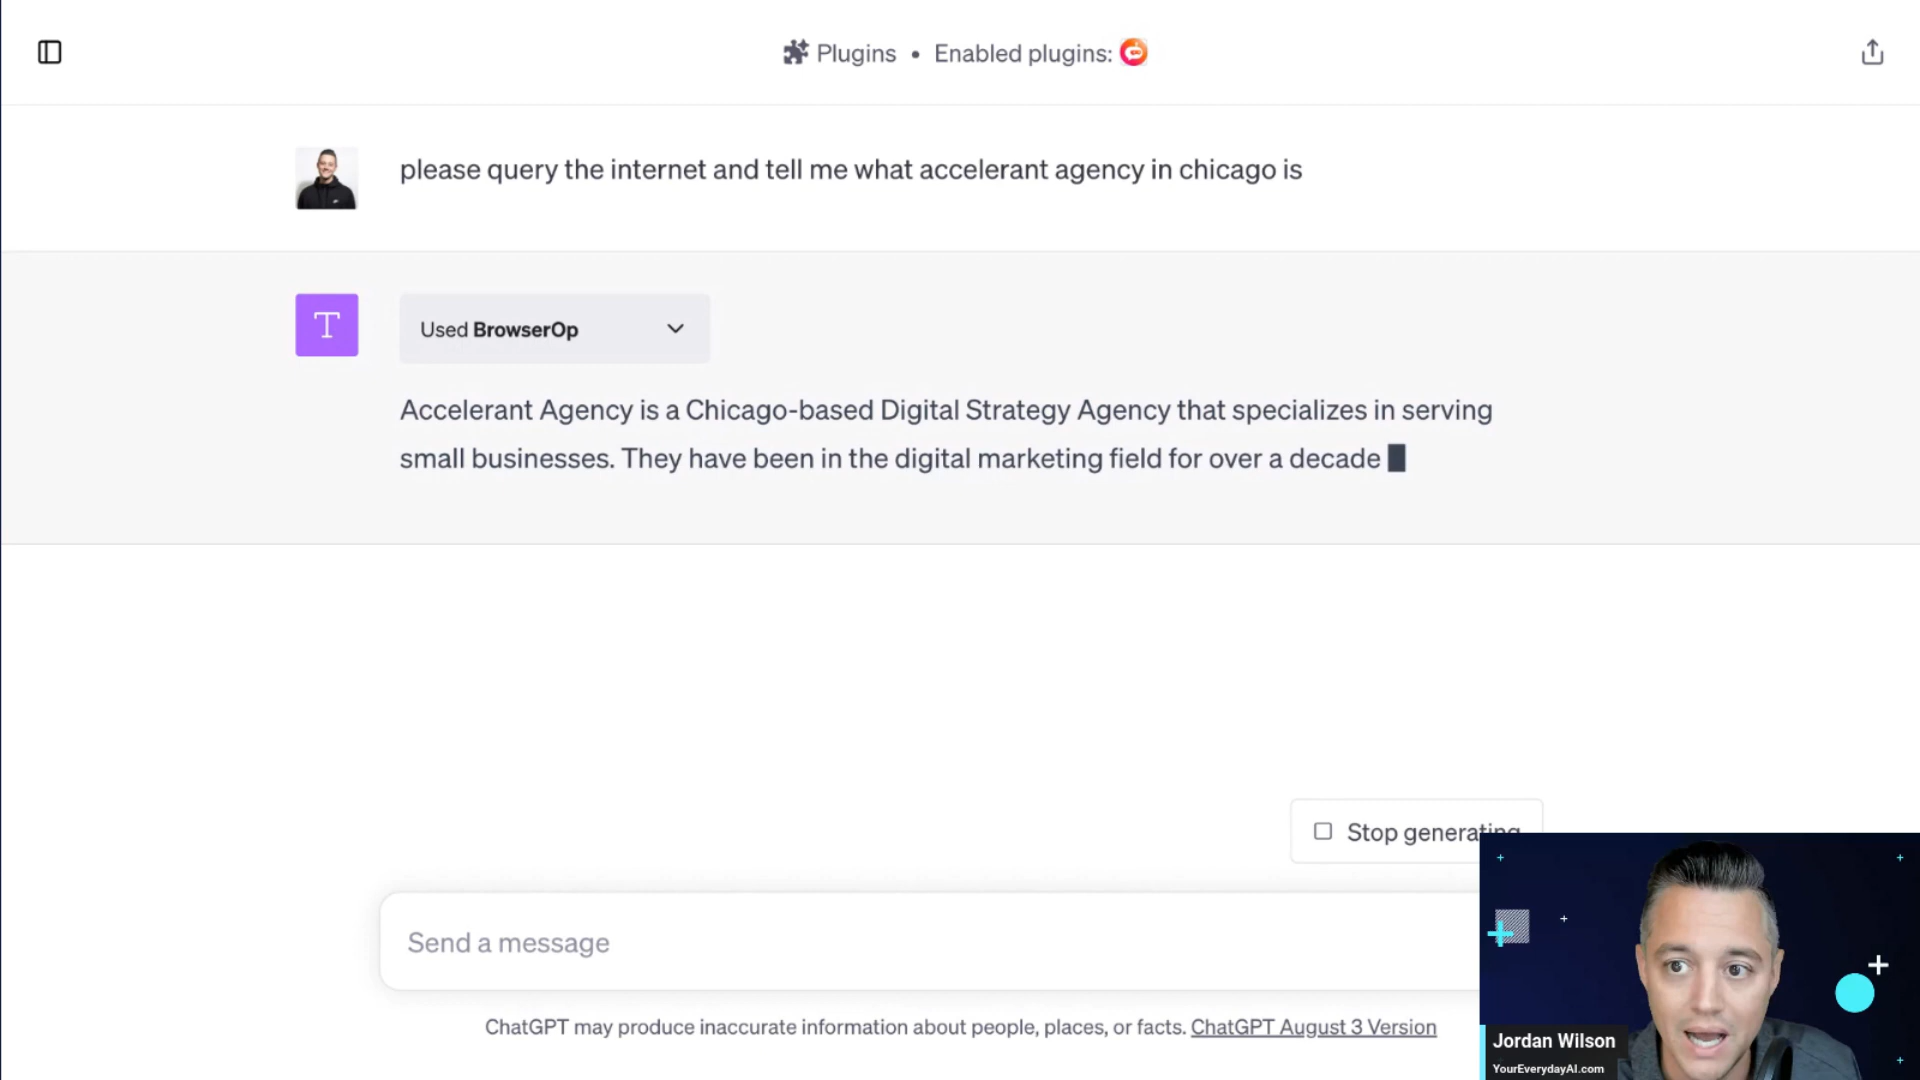 Plugins • Enabled plugins:
please query the internet and tell me what accelerant agency in chicago is
T
Used BrowserOp
Accelerant Agency is a Chicago-based Digital Strategy Agency that specializes in serving
small businesses. They have been in the digital marketing field for over a decade
Stop generating
Send a message
ChatGPT may produce inaccurate information about people, places, or facts. ChatGPT August 3 Version
Jordan Wilson
YourEverydayAI.com